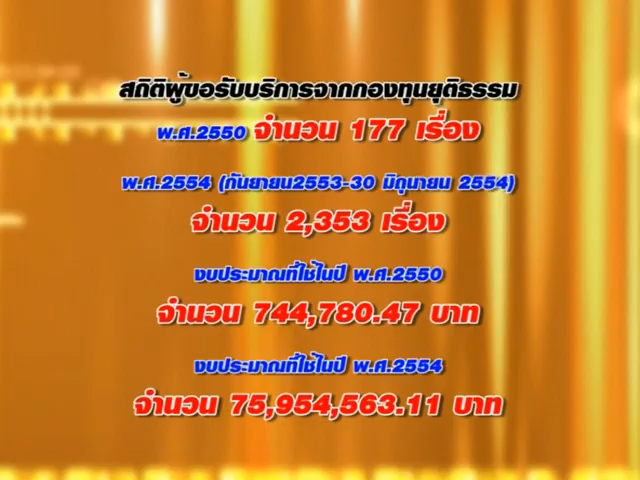 สถิติผู้ขอรับบริการจากกองทุนยุติธรรม
พ.ศ.2550 จำนวน 177 เรื่อง
พ.ศ.2554 (กันยายน2553-30 มิถุนายน 2554)
จำนวน 2,353 เรื่อง
งบประมาณที่ใช้ในปี พ.ศ.2550
จำนวน 744,780.47 บาท
งบประมาณที่ใช้ในปี พ.ศ.2554
จำนวน 75,954,563.11 บาท